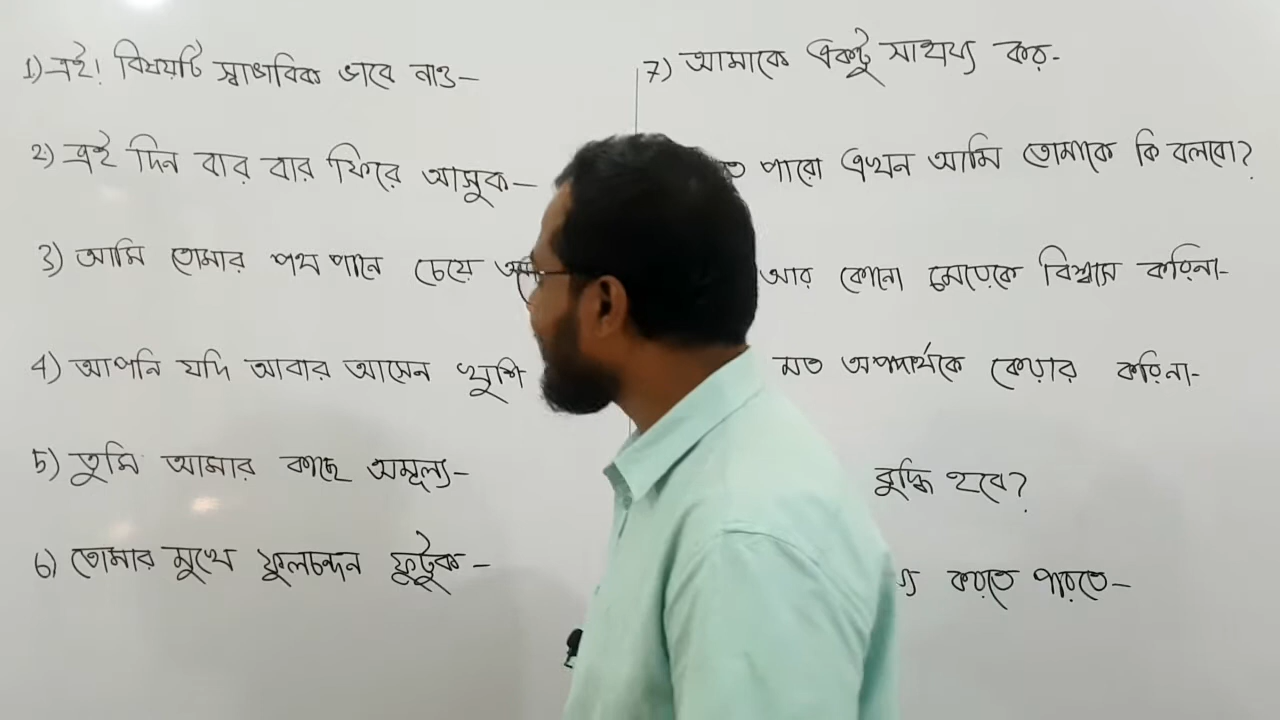 1) এই! বিষয়টি স্বাভাবিক ভাবে নাও–
2) এই দিন বার বার ফিরে আসুক–
3) আমি তোমার পথ পানে চেয়ে
4) আপনি যদি আবার আসেন খুশি
5) তুমি আমার কাছে অমূল্য–
6) তোমার মুখে ফুলচন্দন ফুটুক–
7) আমাকে একটু সাহায্য কর-
পারো এখন আমি তোমাকে কি বলবো?
আর কোনো মেয়েকে বিশ্বাস করিনা-
মত অপদার্থকে কেয়ার করিনা-
বুদ্ধি হবে?
করতে পারতে–